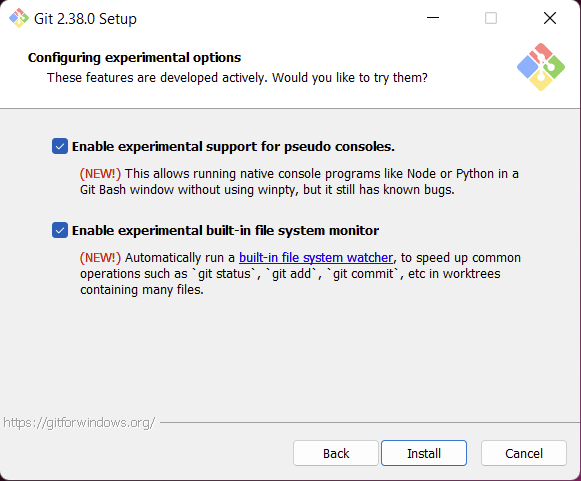 Git 2.38.0 Setup
Configuring experimental options
These features are developed actively. Would you like to try them?
Enable experimental support for pseudo consoles.
(NEW!) This allows running native console programs like Node or Python in a
Git Bash window without using winpty, but it still has known bugs.
Enable experimental built-in file system monitor
(NEW!) Automatically run a built-in file system watcher, to speed up common
operations such as `git status`, `git add`, `git commit`, etc in worktrees
containing many files.
https://gitforwindows.org/
Back Install Cancel